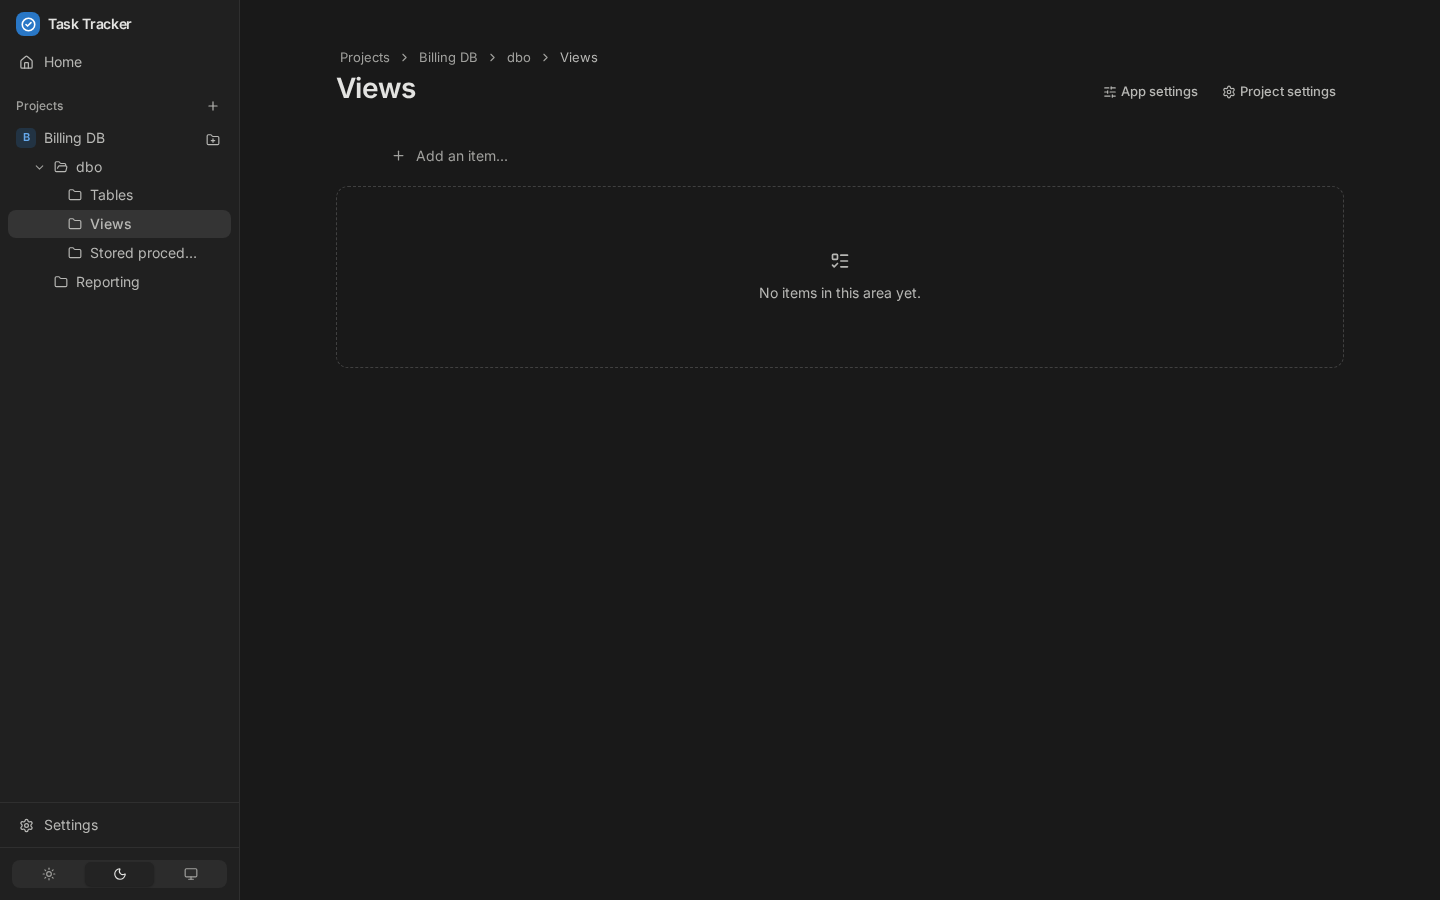 Task Tracker
Home
Projects
B Billing DB
dbo
Tables
Views
Stored proced...
Reporting
Settings
Projects > Billing DB > dbo > Views
Views
App settings
Project settings
Add an item...
No items in this area yet.